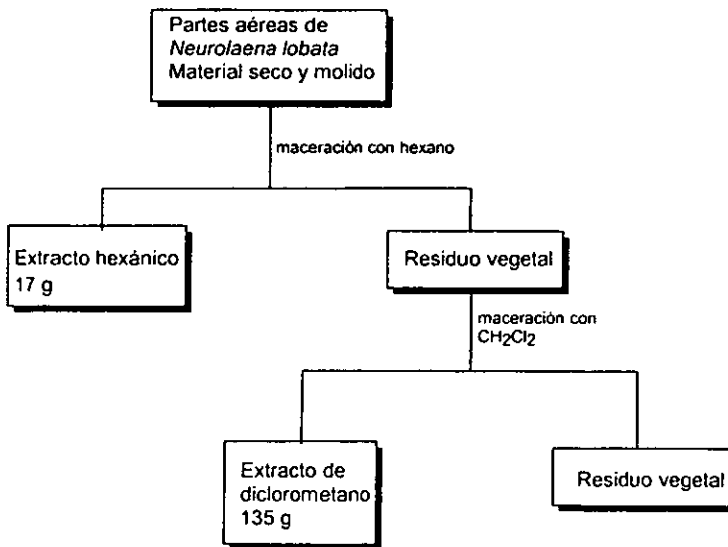 Partes aéreas de
Neurolaena lobata
Material seco y molido
maceración con hexano
Extracto hexánico
17 g
Residuo vegetal
maceración con
CH2Cl2
Extracto de
diclorometano
135 g
Residuo vegetal